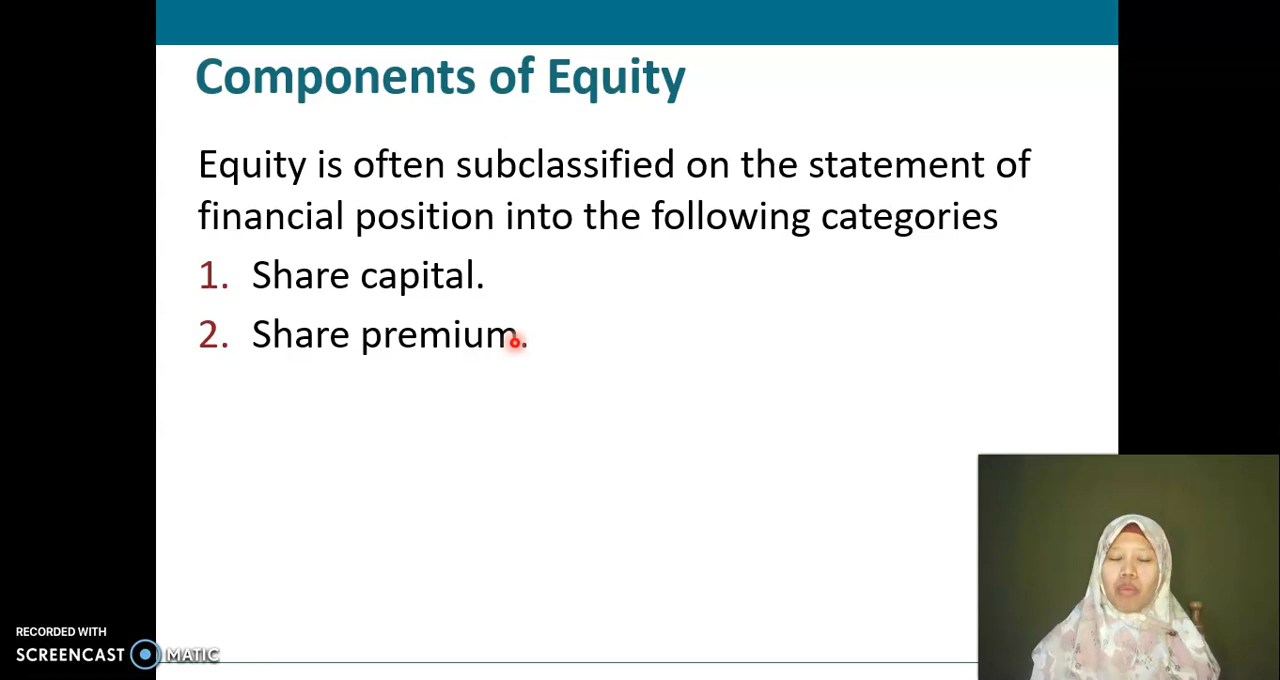 Components of Equity
Equity is often subclassified on the statement of
financial position into the following categories
1. Share capital.
2. Share premium.
RECORDED WITH
SCREENCAST MATIC